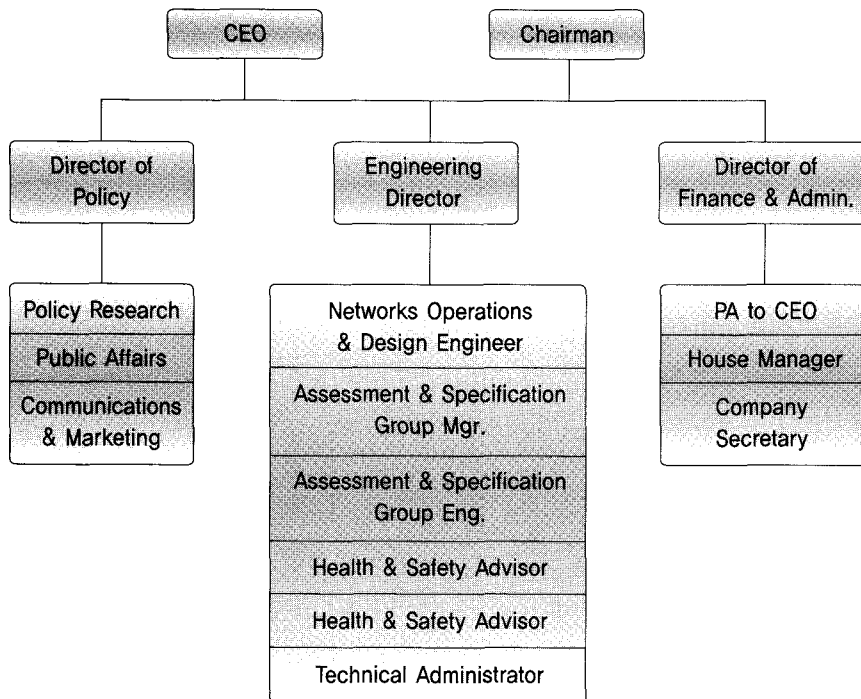 CEO
Chairman
Director of
Policy
Engineering
Director
Director of
Finance & Admin.
Policy Research
Public Affairs
Communications
& Marketing
Networks Operations
& Design Engineer
Assessment & Specification
Group Mgr.
Assessment & Specification
Group Eng.
Health & Safety Advisor
Health & Safety Advisor
Technical Administrator
PA to CEO
House Manager
Company
Secretary